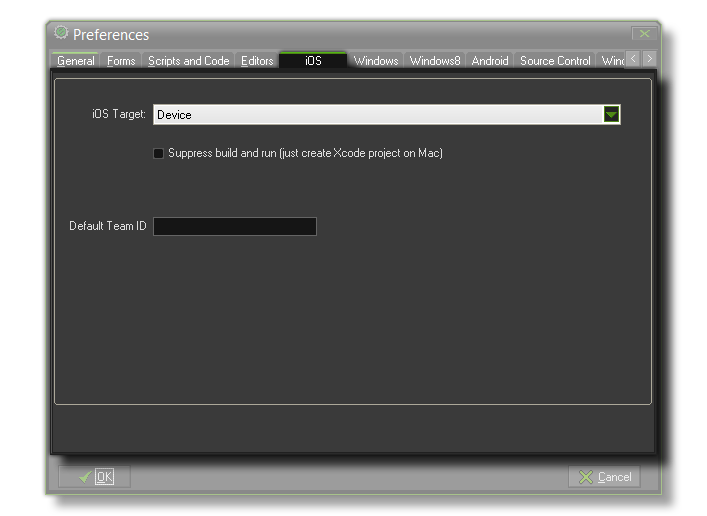 Preferences
General Forms Scripts and Code Editors iOS Windows Windows8 Android Source Control
iOS Target: Device
Suppress build and run (just create Xcode project on Mac)
Default Team ID
OK Cancel